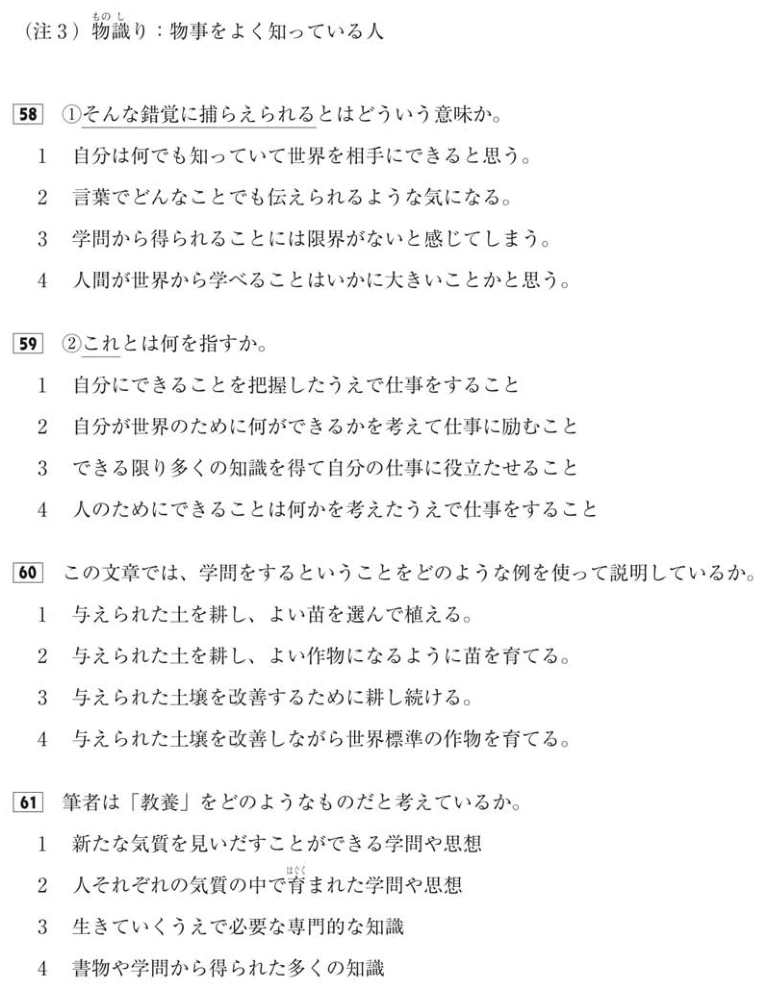 （注３）物識り：物事をよく知っている人
58 ①そんな錯覚に捕らえられるとはどういう意味か。
1 自分は何でも知っていて世界を相手にできると思う。
2 言葉でどんなことでも伝えられるような気になる。
3 学問から得られることには限界がないと感じてしまう。
4 人間が世界から学べることはいかに大きいことかと思う。
59 ②これとは何を指すか。
1 自分にできることを把握したうえで仕事をすること
2 自分が世界のために何ができるかを考えて仕事に励むこと
3 できる限り多くの知識を得て自分の仕事に役立たせること
4 人のためにできることは何かを考えたうえで仕事をすること
60 この文章では、学問をするということをどのような例を使って説明しているか。
1 与えられた土を耕し、よい苗を選んで植える。
2 与えられた土を耕し、よい作物になるように苗を育てる。
3 与えられた土壌を改善するために耕し続ける。
4 与えられた土壌を改善しながら世界標準の作物を育てる。
61 筆者は「教養」をどのようなものだと考えているか。
1 新たな気質を見いだすことができる学問や思想
2 人それぞれの気質の中で育まれた学問や思想
3 生きていくうえで必要な専門的な知識
4 書物や学問から得られた多くの知識